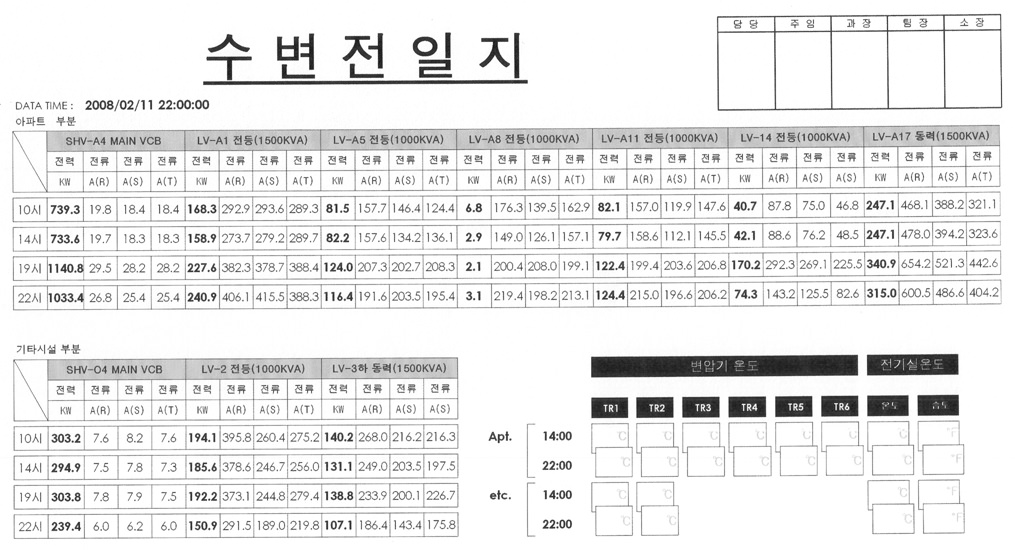 수변전일지
당당 주임 과장 팀장 소장
DATA TIME : 2008/02/11 22:00:00
아파트 부분
SHV-A4 MAIN VCB LV-A1 전등(1500KVA) LV-A5 전등(1000KVA) LV-A8 전등(1000KVA) LV-A11 전등(1000KVA) LV-14 전등(1000KVA) LV-A17 동력(1500KVA)
전력 전류 전류 전류 전력 전류 전류 전류 전력 전류 전류 전류 전력 전류 전류 전류 전력 전류 전류 전류 전력 전류 전류 전류 전력 전류 전류 전류
KW A(R) A(S) A(T) KW A(R) A(S) A(T) KW A(R) A(S) A(T) KW A(R) A(S) A(T) KW A(R) A(S) A(T) KW A(R) A(S) A(T) KW A(R) A(S) A(T)
10시 739.3 19.8 18.4 18.4 168.3 292.9 293.6 289.3 81.5 157.7 146.4 124.4 6.8 176.3 139.5 162.9 82.1 157.0 119.9 147.6 40.7 87.8 75.0 46.8 247.1 468.1 388.2 321.1
14시 733.6 19.7 18.3 18.3 158.9 273.7 279.2 289.7 82.2 157.6 134.2 136.1 2.9 149.0 126.1 157.1 79.7 158.6 112.1 145.5 42.1 88.6 76.2 48.5 247.1 478.0 394.2 323.6
19시 1140.8 29.5 28.2 28.2 227.6 382.3 378.7 388.4 124.0 207.3 202.7 208.3 2.1 200.4 208.0 199.1 122.4 199.4 203.6 206.8 170.2 292.3 269.1 225.5 340.9 654.2 521.3 442.6
22시 1033.4 26.8 25.4 25.4 240.9 406.1 415.5 388.3 116.4 191.6 203.5 195.4 3.1 219.4 198.2 213.1 124.4 215.0 196.6 206.2 74.3 143.2 125.5 82.6 315.0 600.5 486.6 404.2
기타시설 부분
SHV-O4 MAIN VCB LV-2 전등(1000KVA) LV-3하 동력(1500KVA)
전력 전류 전류 전류 전력 전류 전류 전류 전력 전류 전류 전류
KW A(R) A(S) A(T) KW A(R) A(S) A(T) KW A(R) A(S) A(T)
10시 303.2 7.6 8.2 7.6 194.1 395.8 260.4 275.2 140.2 268.0 216.2 216.3
14시 294.9 7.5 7.8 7.3 185.6 378.6 246.7 256.0 131.1 249.0 203.5 197.5
19시 303.8 7.8 7.9 7.5 192.2 373.1 244.8 279.4 138.8 233.9 200.1 226.7
22시 239.4 6.0 6.2 6.0 150.9 291.5 189.0 219.8 107.1 186.4 143.4 175.8
변압기 온도 전기실온도
TR1 TR2 TR3 TR4 TR5 TR6 온도 습도
Apt. 14:00 ℃ ℃ ℃ ℃ ℃ ℃ ℃ ℉
22:00 ℃ ℃ ℃ ℃ ℃ ℃ ℃ ℉
etc. 14:00 ℃ ℃ ℃ ℉
22:00 ℃ ℃ ℃ ℉